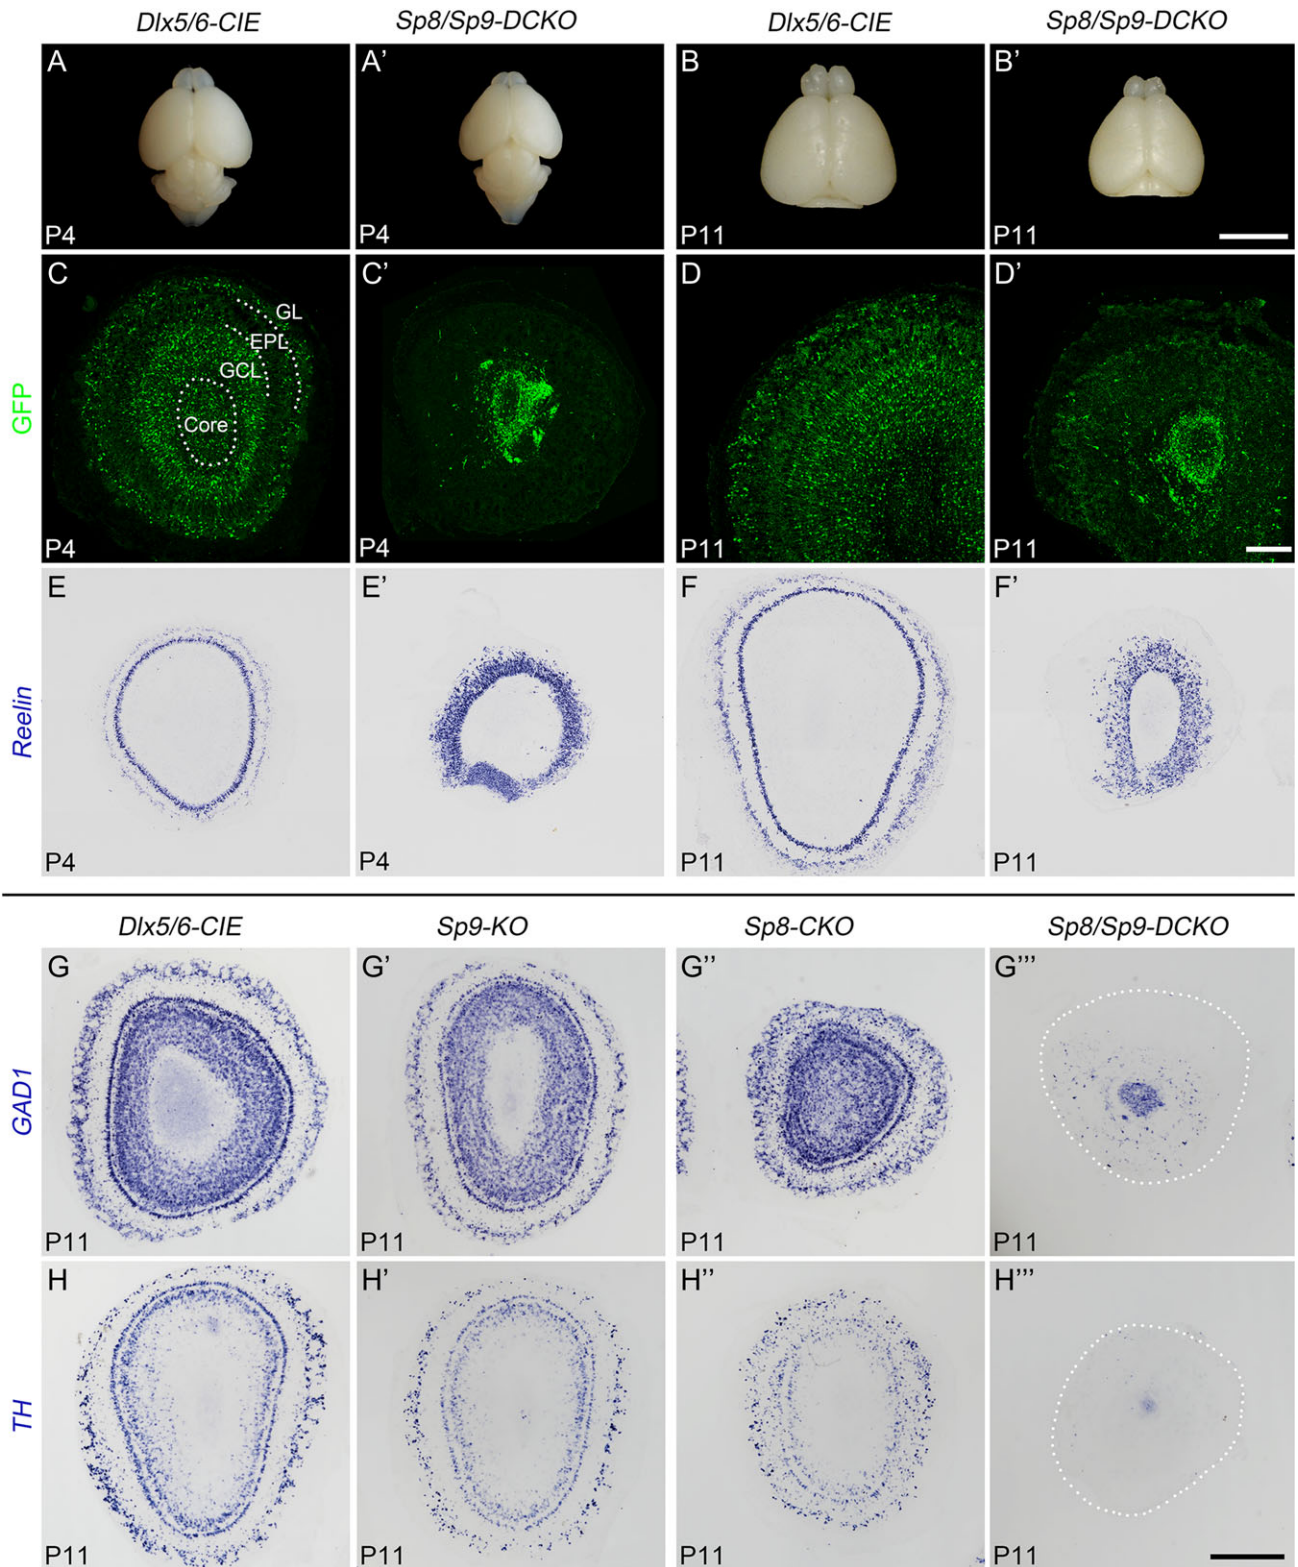 Dlx5/6-CIE Sp8/Sp9-DCKO Dlx5/6-CIE Sp8/Sp9-DCKO
A A' B B'
P4 P4 P11 P11
GFP
C C' D D'
GL
EPL
GCL
Core
P4 P4 P11 P11
Reelin
E E' F F'
P4 P4 P11 P11
Dlx5/6-CIE Sp9-KO Sp8-CKO Sp8/Sp9-DCKO
GAD1
G G' G'' G'''
P11 P11 P11 P11
TH
H H' H'' H'''
P11 P11 P11 P11